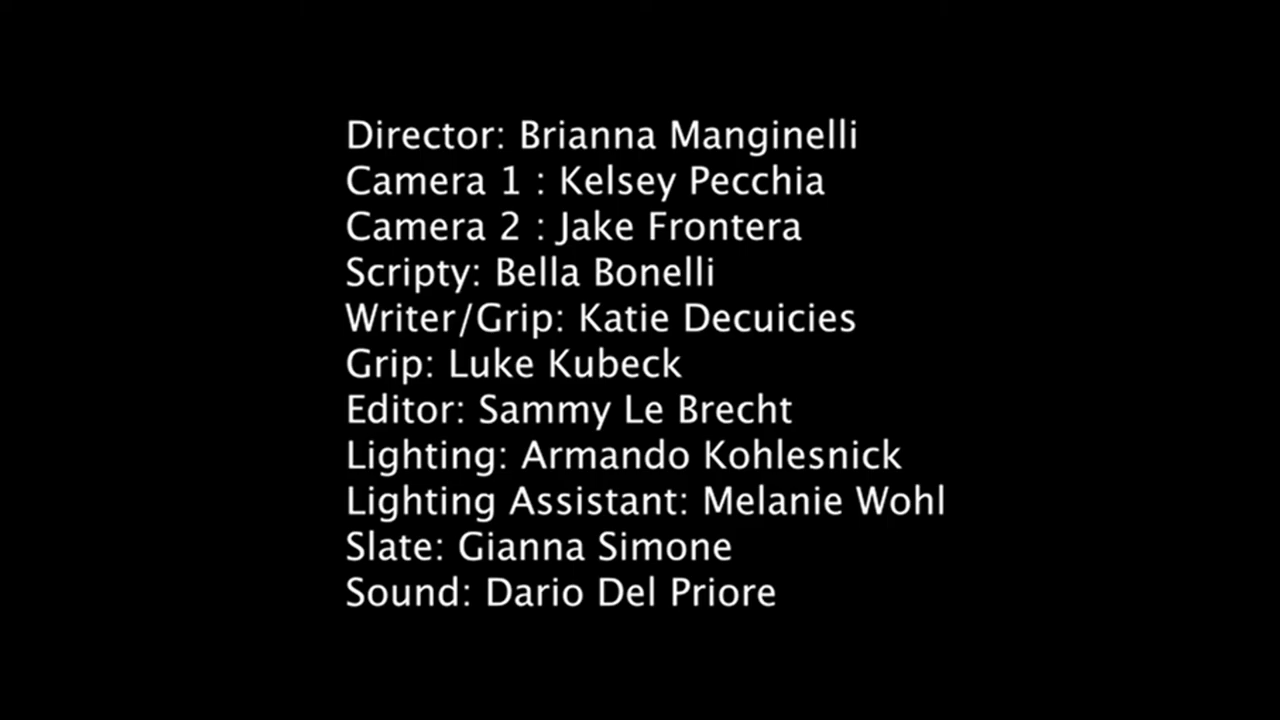 Director: Brianna Manginelli
Camera 1 : Kelsey Pecchia
Camera 2 : Jake Frontera
Scripty: Bella Bonelli
Writer/Grip: Katie Decuicies
Grip: Luke Kubeck
Editor: Sammy Le Brecht
Lighting: Armando Kohlesnick
Lighting Assistant: Melanie Wohl
Slate: Gianna Simone
Sound: Dario Del Priore